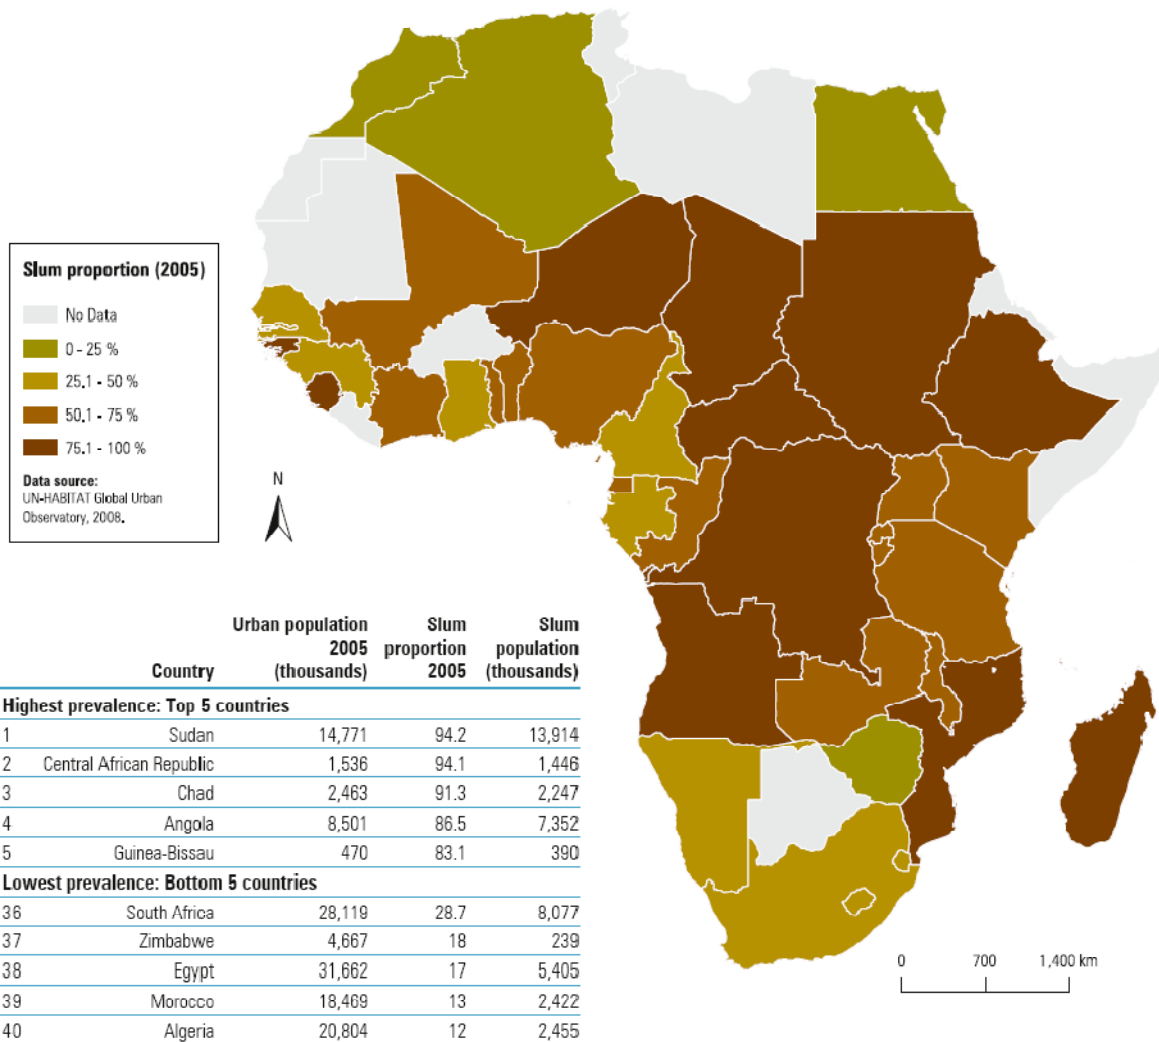 Slum proportion (2005)
No Data
0 - 25 %
25,1 - 50 %
50,1 - 75 %
75.1 - 100 %
Data source:
UN-HABITAT Global Urban
Observatory, 2008.
N
Urban population Slum Slum
2005 proportion population
Country (thousands) 2005 (thousands)
Highest prevalence: Top 5 countries
1 Sudan 14,771 94.2 13,914
2 Central African Republic 1,536 94.1 1,446
3 Chad 2,463 91.3 2,247
4 Angola 8,501 86.5 7,352
5 Guinea-Bissau 470 83.1 390
Lowest prevalence: Bottom 5 countries
36 South Africa 28,119 28.7 8,077
37 Zimbabwe 4,667 18 239
38 Egypt 31,662 17 5,405
39 Morocco 18,469 13 2,422
40 Algeria 20,804 12 2,455
0 700 1,400 km